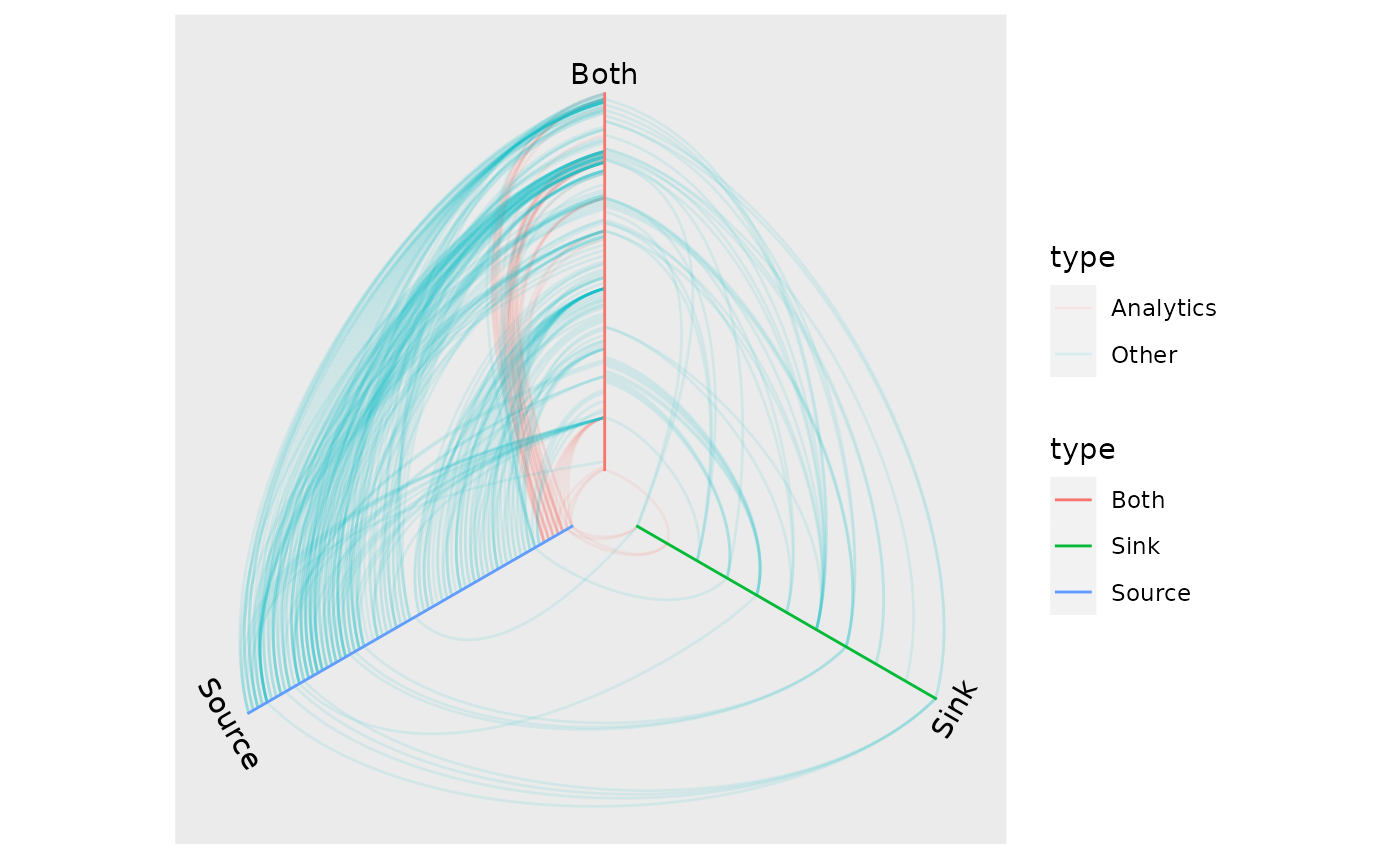 Both
Source
Sink
type
Analytics
Other
type
Both
Sink
Source